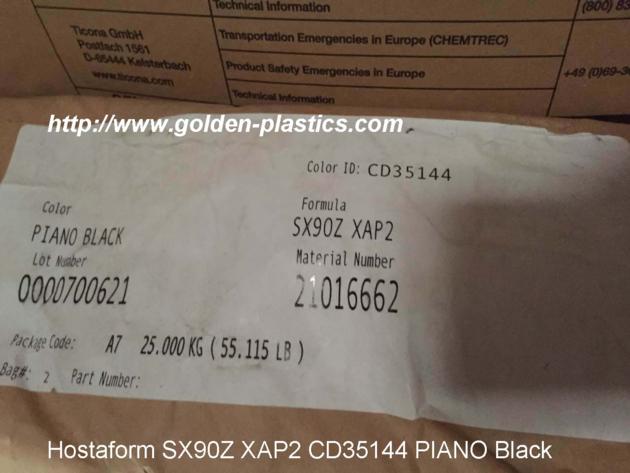 Technical Information
(800) 83
Ticona GmbH
Postfach 1561
D-65444 Kelsterbach
www.ticona.com
Transportation Emergencies in Europe (CHEMTREC)
Product Safety Emergencies in Europe
+49 (0)69-30
Technical Information
http://www.golden-plastics.com
Color ID: CD35144
Color
Formula
PIANO BLACK
SX90Z XAP2
Lot Number
Material Number
0000700621
21016662
Package Code: A7 25.000 KG ( 55.115 LB )
Bag#: 2 Part Number:
Hostaform SX90Z XAP2 CD35144 PIANO Black